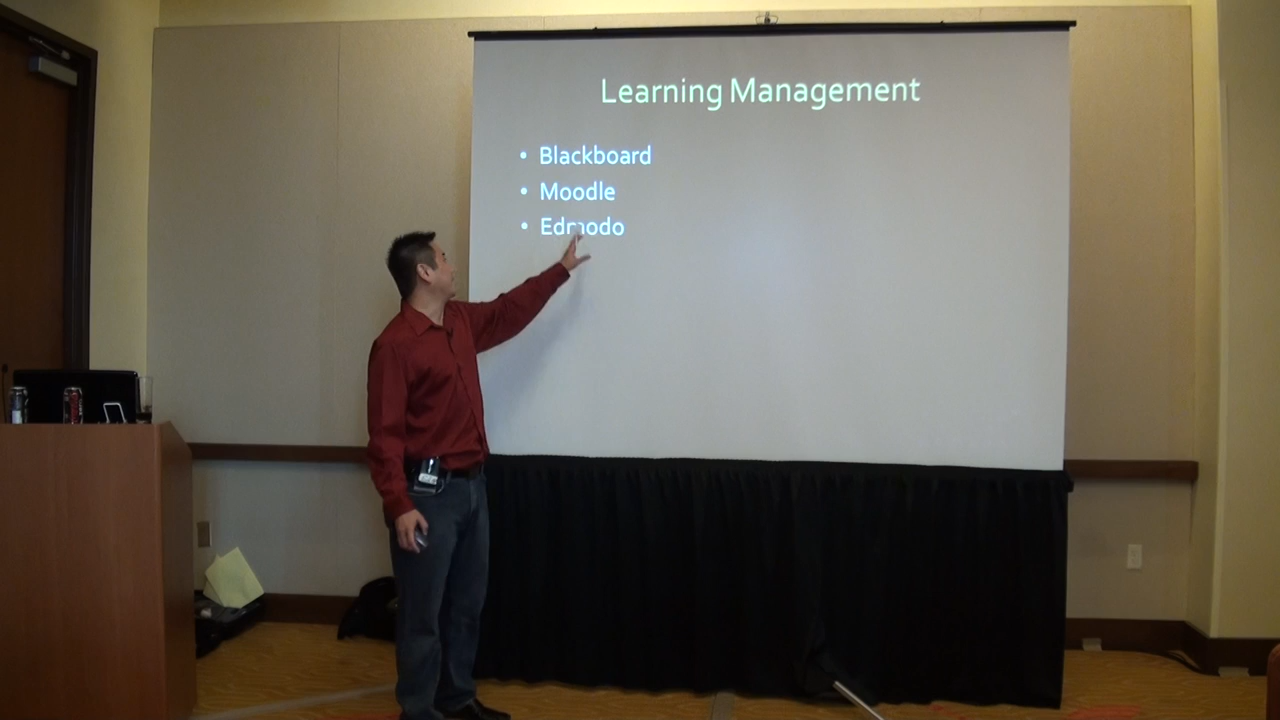 Learning Management
• Blackboard
• Moodle
• Edmodo